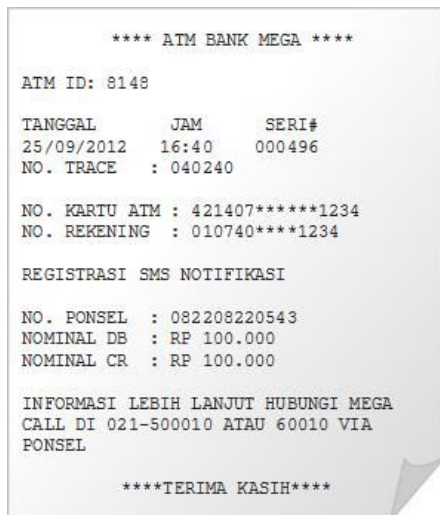 **** ATM BANK MEGA ****
ATM ID: 8148
TANGGAL JAM SERI#
25/09/2012 16:40 000496
NO. TRACE : 040240
NO. KARTU ATM : 421407******1234
NO. REKENING : 010740****1234
REGISTRASI SMS NOTIFIKASI
NO. PONSEL : 082208220543
NOMINAL DB : RP 100.000
NOMINAL CR : RP 100.000
INFORMASI LEBIH LANJUT HUBUNGI MEGA
CALL DI 021-500010 ATAU 60010 VIA
PONSEL
****TERIMA KASIH****